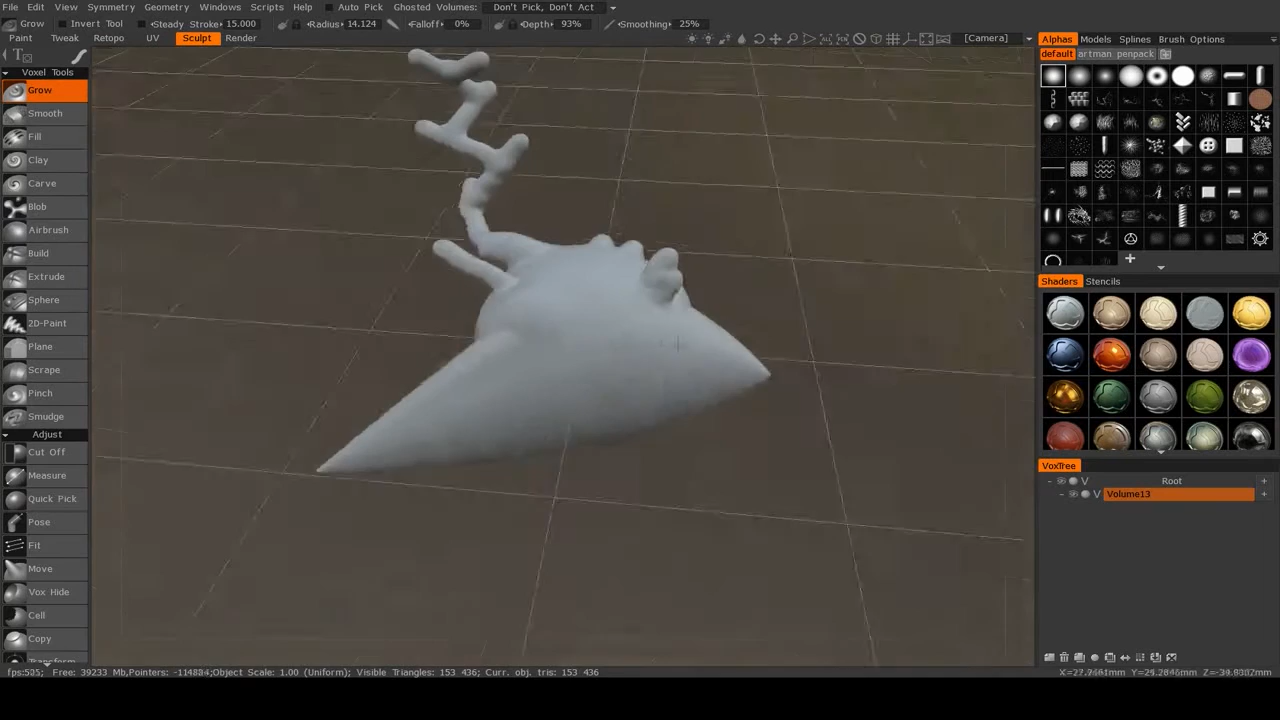 File Edit View Symmetry Geometry Windows Scripts Help Auto Pick Ghosted Volumes: Don't Pick, Don't Act
Grow Invert Tool Steady Stroke 15.000 Radius 14.124 Falloff 0% Depth 93% Smoothing 25%
Paint Tweak Retopo UV Sculpt Render [Camera]
T
Voxel Tools
Grow
Smooth
Fill
Clay
Carve
Blob
Airbrush
Build
Extrude
Sphere
2D-Paint
Plane
Scrape
Pinch
Smudge
Adjust
Cut Off
Measure
Quick Pick
Pose
Fit
Move
Vox Hide
Cell
Copy
Transform
Alphas Models Splines Brush Options
default artman penpack
Shaders Stencils
VoxTree
V Root
V Volume13
Free: 39233 Mb,Pointers: Object Scale: 1.00 (Uniform); Visible Triangles: 153 436; Curr. obj. tris: 153 436